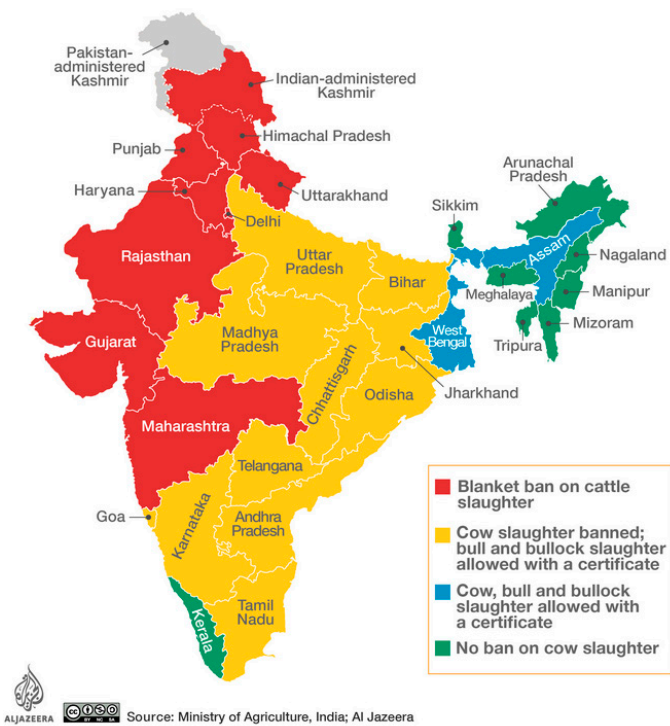 Pakistan-
administered
Kashmir
Indian-administered
Kashmir
Himachal Pradesh
Punjab
Haryana
Uttarakhand
Delhi
Rajasthan
Uttar
Pradesh
Bihar
Sikkim
Arunachal
Pradesh
Assam
Nagaland
Meghalaya
Manipur
Mizoram
Tripura
West
Bengal
Gujarat
Madhya
Pradesh
Chhattisgarh
Jharkhand
Odisha
Maharashtra
Telangana
Goa
Karnataka
Andhra
Pradesh
Kerala
Tamil
Nadu
Blanket ban on cattle
slaughter
Cow slaughter banned;
bull and bullock slaughter
allowed with a certificate
Cow, bull and bullock
slaughter allowed with
a certificate
No ban on cow slaughter
ALJAZEERA
CC BY NC SA
Source: Ministry of Agriculture, India; Al Jazeera